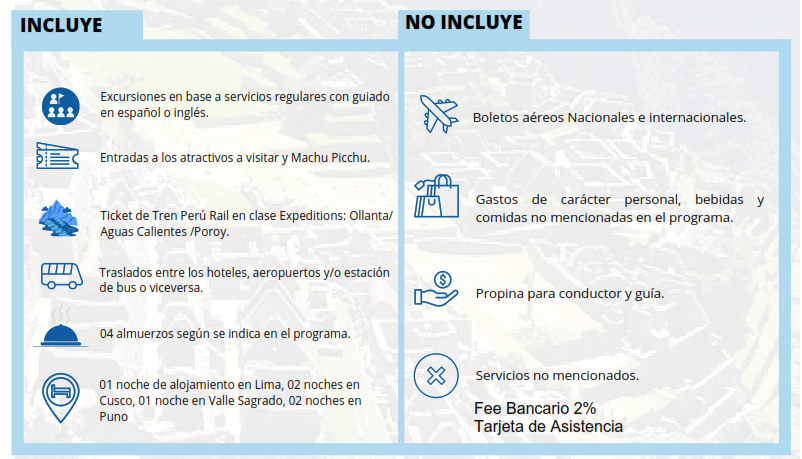 INCLUYE
Excursiones en base a servicios regulares con guiado
en español o inglés.
Entradas a los atractivos a visitar y Machu Picchu.
Ticket de Tren Perú Rail en clase Expeditions: Ollanta/
Aguas Calientes /Poroy.
Traslados entre los hoteles, aeropuertos y/o estación
de bus o viceversa.
04 almuerzos según se indica en el programa.
01 noche de alojamiento en Lima, 02 noches en
Cusco, 01 noche en Valle Sagrado, 02 noches en
Puno
NO INCLUYE
Boletos aéreos Nacionales e internacionales.
Gastos de carácter personal, bebidas y
comidas no mencionadas en el programa.
Propina para conductor y guía.
Servicios no mencionados.
Fee Bancario 2%
Tarjeta de Asistencia